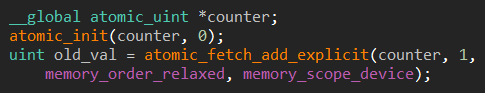 __global atomic_uint *counter;
atomic_init(counter, 0);
uint old_val = atomic_fetch_add_explicit(counter, 1,
    memory_order_relaxed, memory_scope_device);